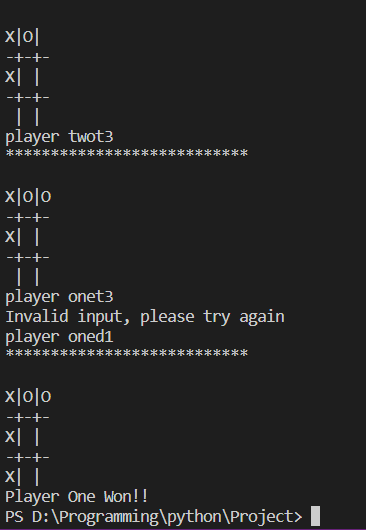 X|O|
-+-+-
X| |
-+-+-
 | |
player twot3
***************************

X|O|O
-+-+-
X| |
-+-+-
 | |
player onet3
Invalid input, please try again
player oned1
***************************

X|O|O
-+-+-
X| |
-+-+-
X| |
Player One Won!!
PS D:\Programming\python\Project>